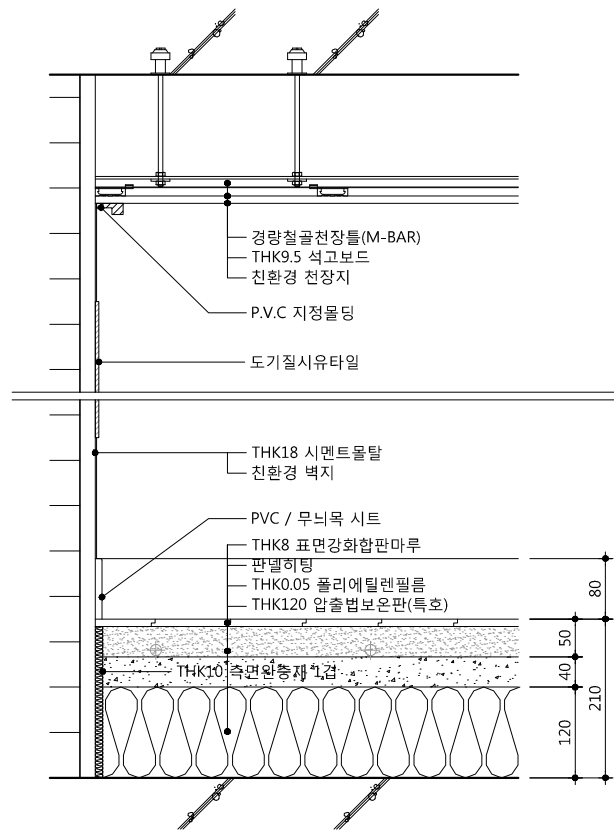 경량철골천장틀(M-BAR)
THK9.5 석고보드
친환경 천장지
P.V.C 지정몰딩
도기질시유타일
THK18 시멘트몰탈
친환경 벽지
PVC / 무늬목 시트
THK8 표면강화합판마루
판넬히팅
THK0.05 폴리에틸렌필름
THK120 압출법보온판(특호)
THK10 측면완충재 1겹
80
50
40
210
120